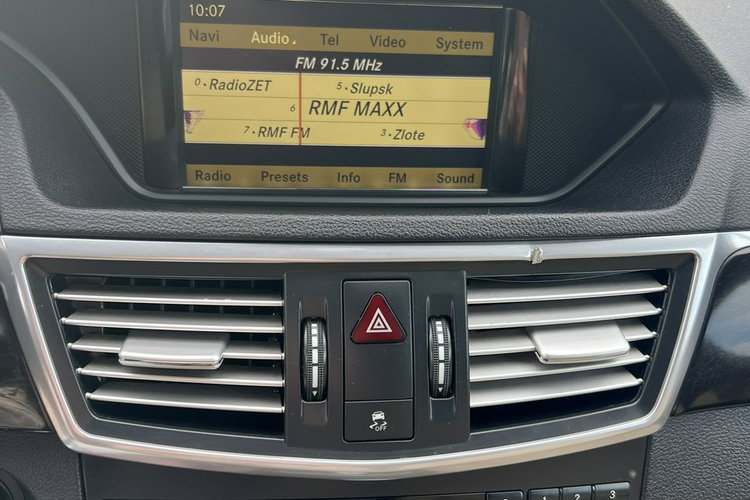 10:07
Navi Audio Tel Video System
FM 91.5 MHz
0 • RadioZET 5 • Slupsk
6 RMF MAXX
7 • RMF FM 3 • Zlote
Radio Presets Info FM Sound
OFF
1 2 3